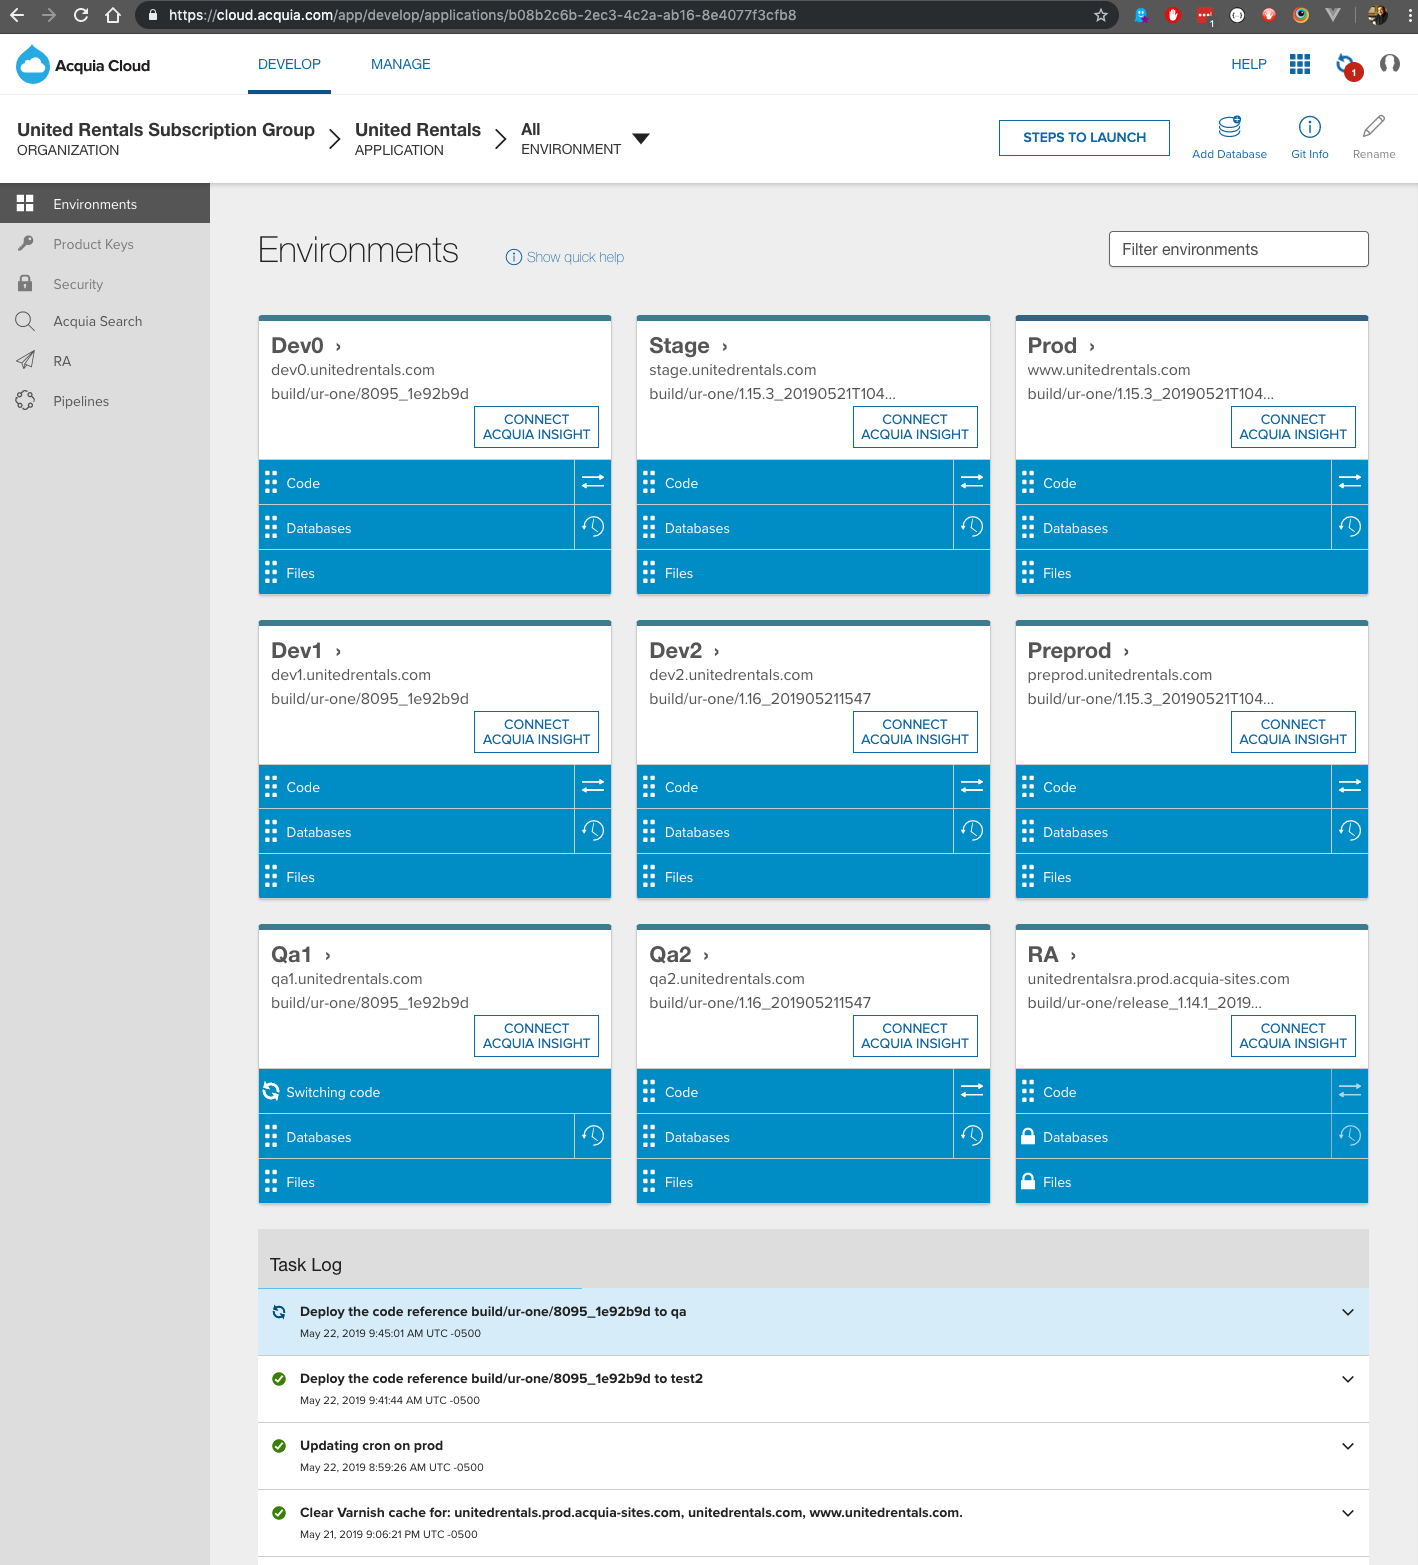 https://cloud.acquia.com/app/develop/applications/b08b2c6b-2ec3-4c2a-ab16-8e4077f3cfb8
1
Acquia Cloud
DEVELOP
MANAGE
HELP
1
United Rentals Subscription Group
ORGANIZATION
United Rentals
APPLICATION
All
ENVIRONMENT
STEPS TO LAUNCH
Add Database
Git Info
Rename
Environments
Product Keys
Security
Acquia Search
RA
Pipelines
Environments
Show quick help
Filter environments
Dev0 ›
dev0.unitedrentals.com
build/ur-one/8095_1e92b9d
CONNECT
ACQUIA INSIGHT
Code
Databases
Files
Stage ›
stage.unitedrentals.com
build/ur-one/1.15.3_20190521T104...
CONNECT
ACQUIA INSIGHT
Code
Databases
Files
Prod ›
www.unitedrentals.com
build/ur-one/1.15.3_20190521T104...
CONNECT
ACQUIA INSIGHT
Code
Databases
Files
Dev1 ›
dev1.unitedrentals.com
build/ur-one/8095_1e92b9d
CONNECT
ACQUIA INSIGHT
Code
Databases
Files
Dev2 ›
dev2.unitedrentals.com
build/ur-one/1.16_201905211547
CONNECT
ACQUIA INSIGHT
Code
Databases
Files
Preprod ›
preprod.unitedrentals.com
build/ur-one/1.15.3_20190521T104...
CONNECT
ACQUIA INSIGHT
Code
Databases
Files
Qa1 ›
qa1.unitedrentals.com
build/ur-one/8095_1e92b9d
CONNECT
ACQUIA INSIGHT
Switching code
Databases
Files
Qa2 ›
qa2.unitedrentals.com
build/ur-one/1.16_201905211547
CONNECT
ACQUIA INSIGHT
Code
Databases
Files
RA ›
unitedrentalsra.prod.acquia-sites.com
build/ur-one/release_1.14.1_2019...
CONNECT
ACQUIA INSIGHT
Code
Databases
Files
Task Log
Deploy the code reference build/ur-one/8095_1e92b9d to qa
May 22, 2019 9:45:01 AM UTC -0500
Deploy the code reference build/ur-one/8095_1e92b9d to test2
May 22, 2019 9:41:44 AM UTC -0500
Updating cron on prod
May 22, 2019 8:59:26 AM UTC -0500
Clear Varnish cache for: unitedrentals.prod.acquia-sites.com, unitedrentals.com, www.unitedrentals.com.
May 21, 2019 9:06:21 PM UTC -0500